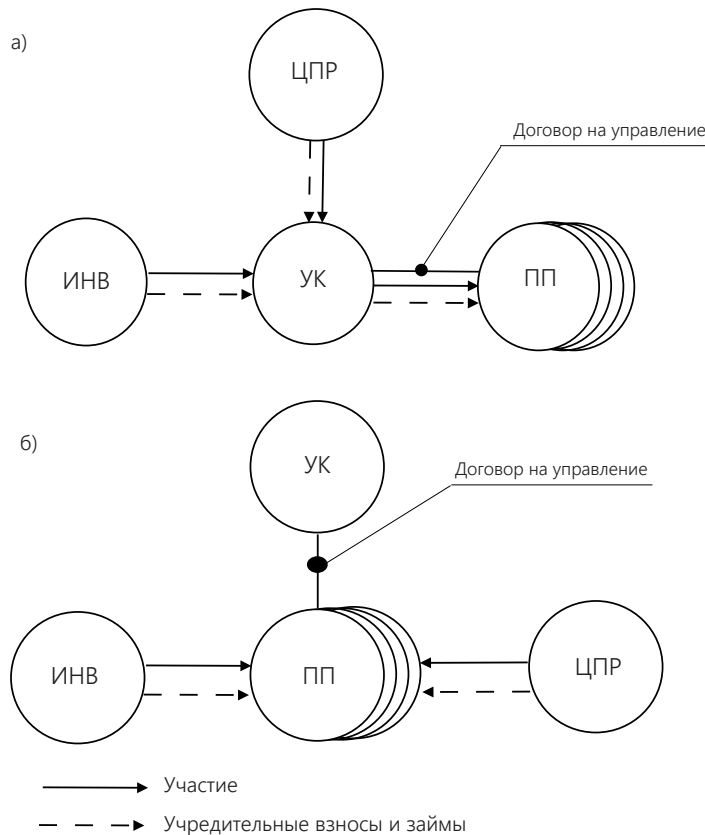 а)
ЦПР
Договор на управление
ИНВ
УК
ПП
б)
УК
Договор на управление
ИНВ
ПП
ЦПР
Участие
Учредительные взносы и займы